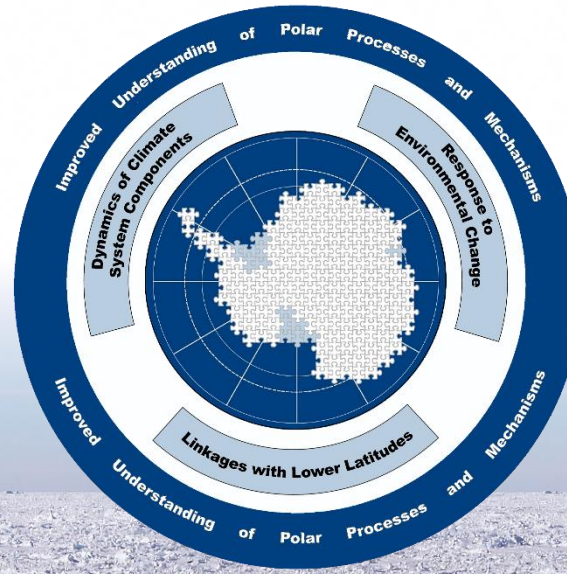 Improved Understanding of Polar Processes and Mechanisms
Dynamics of Climate
System Components
Response to
Environmental Change
Linkages with Lower Latitudes
Improved Understanding of Polar Processes and Mechanisms